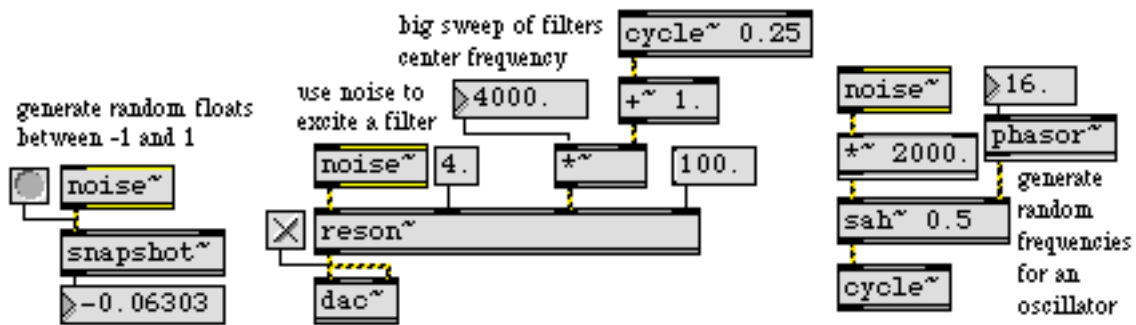 generate random floats
between -1 and 1
noise~
snapshot~
-0.06303
big sweep of filters
center frequency
cycle~ 0.25
4000.
+~ 1.
use noise to
excite a filter
noise~
4.
*~
100.
reson~
dac~
noise~
16.
*~ 2000.
phasor~
sah~ 0.5
cycle~
generate
random
frequencies
for an
oscillator